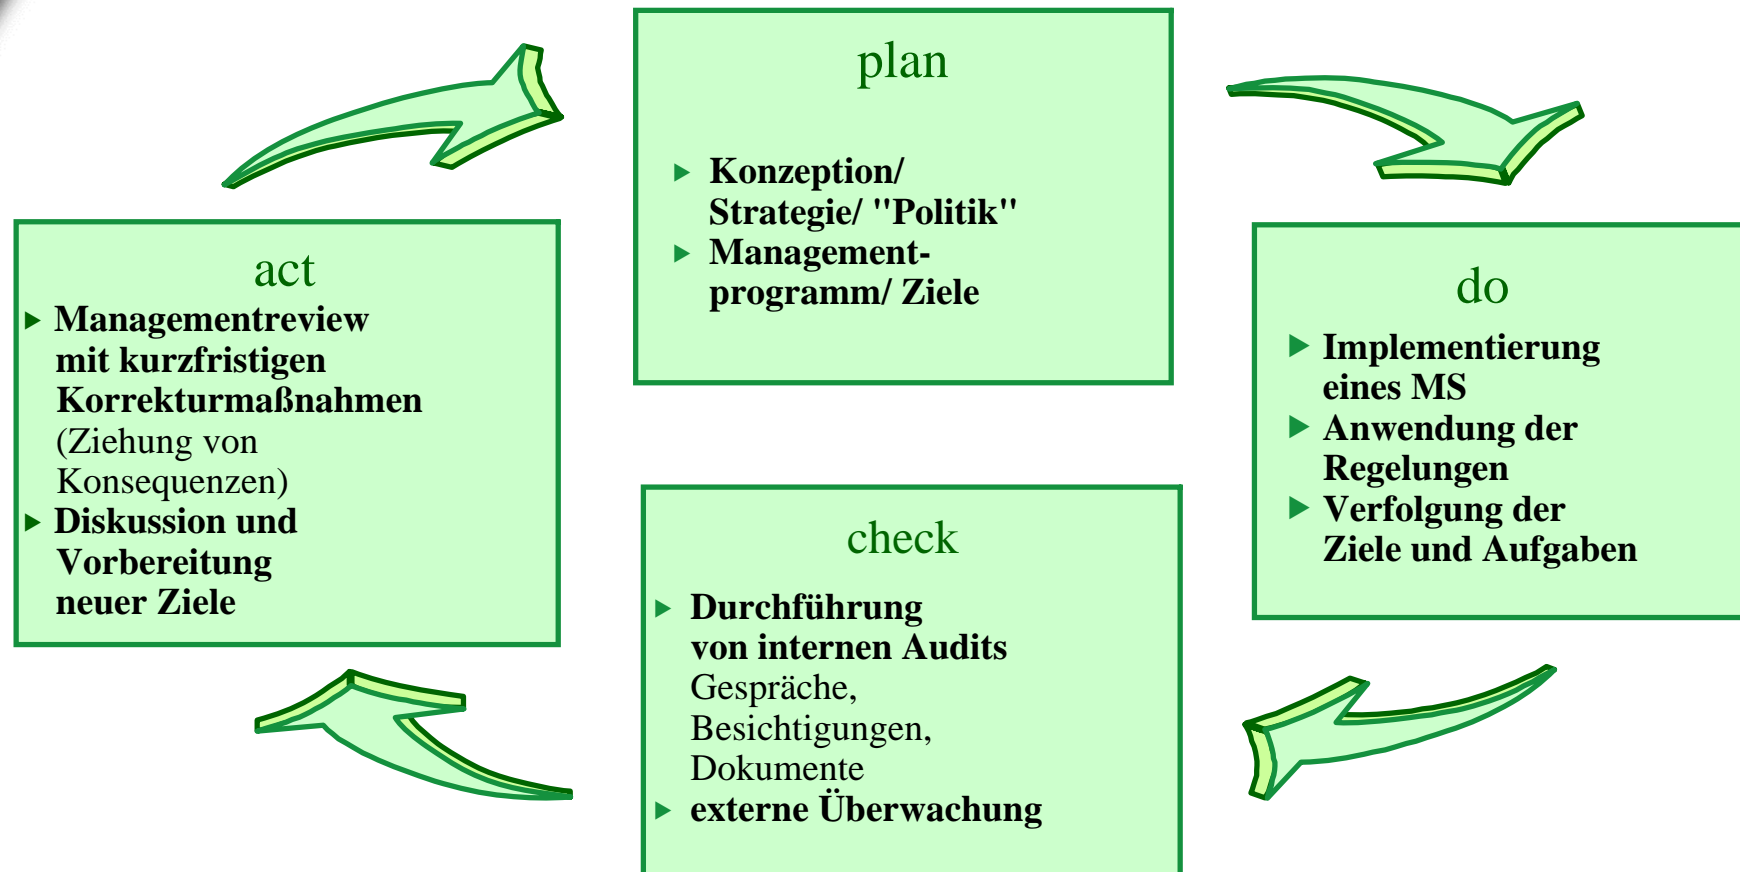 plan
Konzeption/
Strategie/ "Politik"
Management-
programm/ Ziele
do
Implementierung
eines MS
Anwendung der
Regelungen
Verfolgung der
Ziele und Aufgaben
check
Durchführung
von internen Audits
Gespräche,
Besichtigungen,
Dokumente
externe Überwachung
act
Managementreview
mit kurzfristigen
Korrekturmaßnahmen
(Ziehung von
Konsequenzen)
Diskussion und
Vorbereitung
neuer Ziele